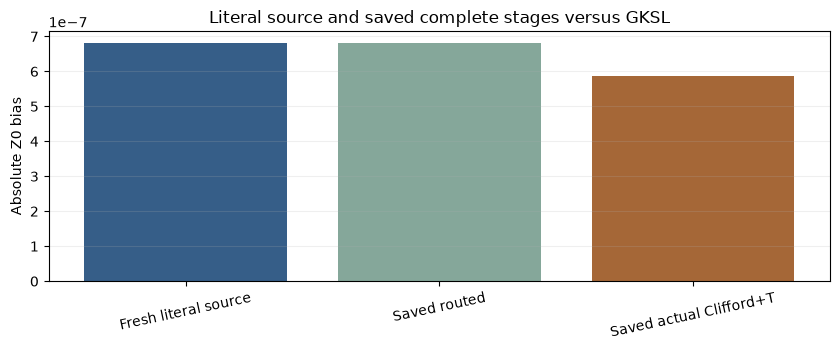 Literal source and saved complete stages versus GKSL
1e−7
Absolute Z0 bias
7
6
5
4
3
2
1
0
Fresh literal source
Saved routed
Saved actual Clifford+T